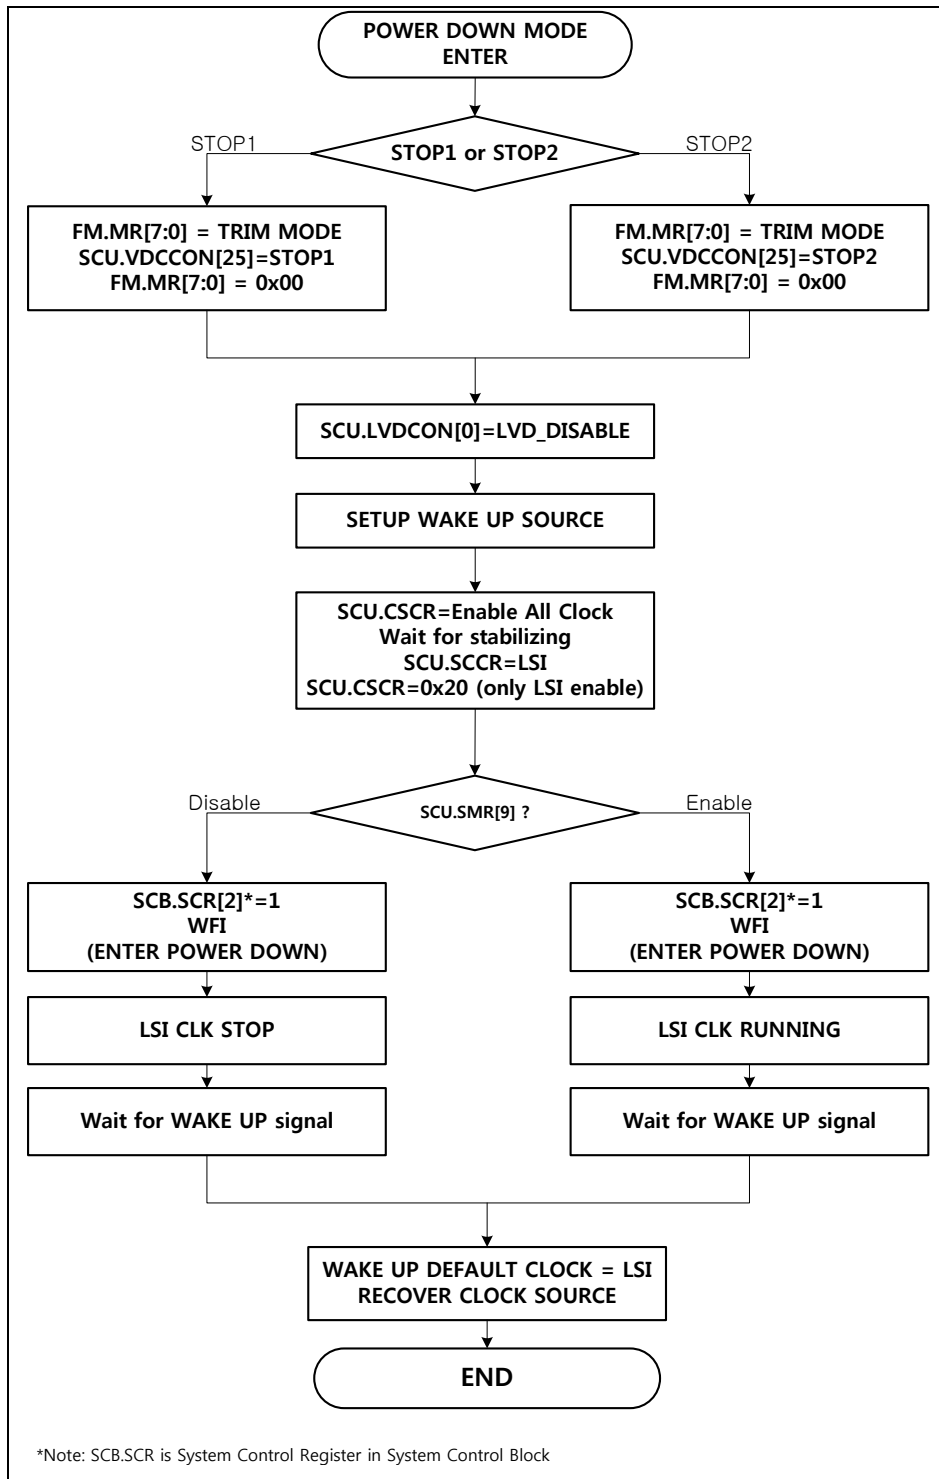 POWER DOWN MODE
ENTER
STOP1
STOP1 or STOP2
STOP2
FM.MR[7:0] = TRIM MODE
SCU.VDCCON[25]=STOP1
FM.MR[7:0] = 0x00
FM.MR[7:0] = TRIM MODE
SCU.VDCCON[25]=STOP2
FM.MR[7:0] = 0x00
SCU.LVDCON[0]=LVD_DISABLE
SETUP WAKE UP SOURCE
SCU.CSCR=Enable All Clock
Wait for stabilizing
SCU.SCCR=LSI
SCU.CSCR=0x20 (only LSI enable)
Disable
SCU.SMR[9] ?
Enable
SCB.SCR[2]*=1
WFI
(ENTER POWER DOWN)
SCB.SCR[2]*=1
WFI
(ENTER POWER DOWN)
LSI CLK STOP
LSI CLK RUNNING
Wait for WAKE UP signal
Wait for WAKE UP signal
WAKE UP DEFAULT CLOCK = LSI
RECOVER CLOCK SOURCE
END
*Note: SCB.SCR is System Control Register in System Control Block